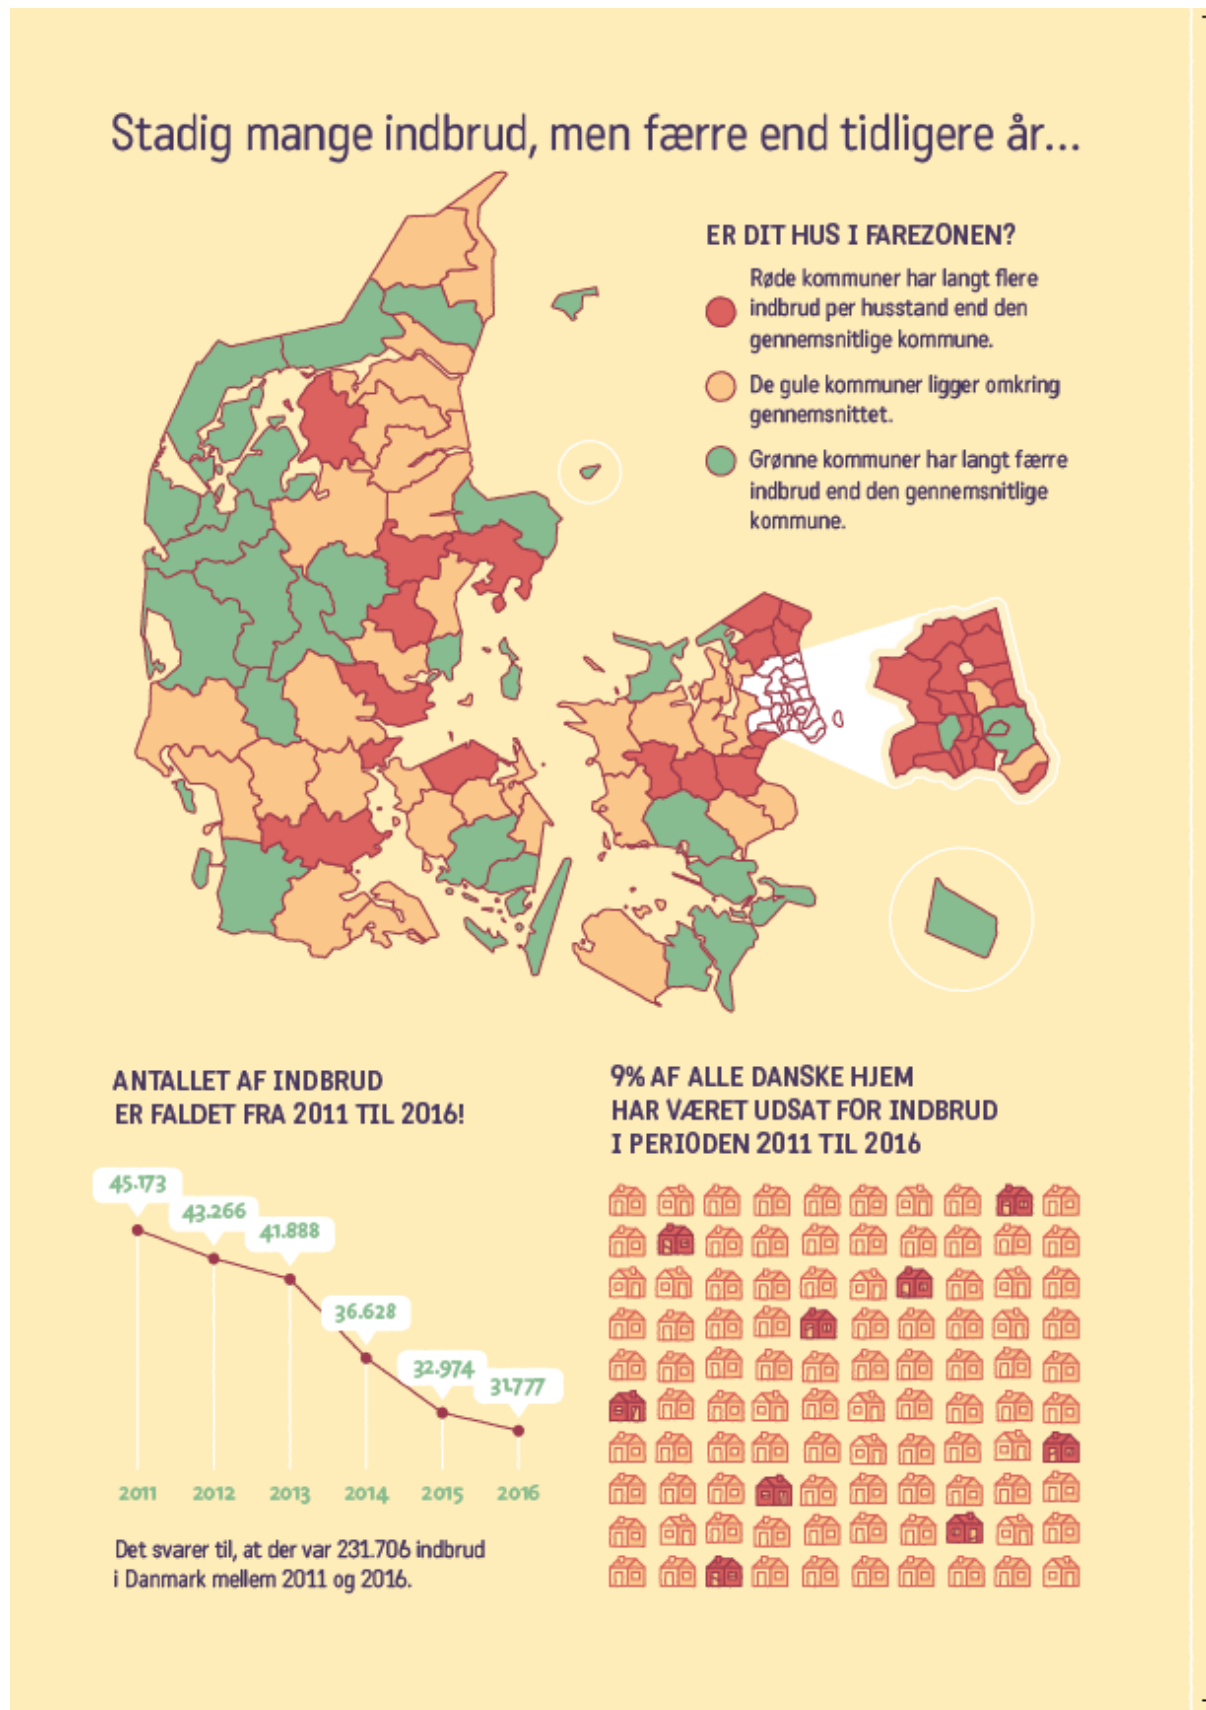 Stadig mange indbrud, men færre end tidligere år...
ER DIT HUS I FAREZONEN?
Røde kommuner har langt flere
indbrud per husstand end den
gennemsnitlige kommune.
De gule kommuner ligger omkring
gennemsnittet.
Grønne kommuner har langt færre
indbrud end den gennemsnitlige
kommune.
ANTALLET AF INDBRUD
ER FALDET FRA 2011 TIL 2016!
45.173
43.266
41.888
36.628
32.974
31.777
2011 2012 2013 2014 2015 2016
Det svarer til, at der var 231.706 indbrud
i Danmark mellem 2011 og 2016.
9% AF ALLE DANSKE HJEM
HAR VÆRET UDSAT FOR INDBRUD
I PERIODEN 2011 TIL 2016